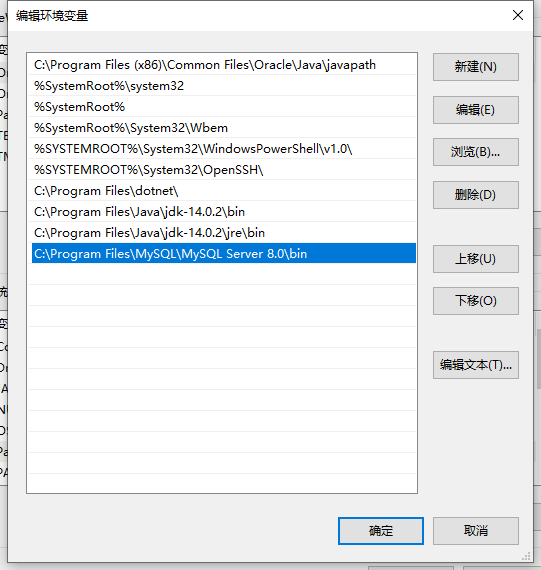 编辑环境变量
C:\Program Files (x86)\Common Files\Oracle\Java\javapath
%SystemRoot%\system32
%SystemRoot%
%SystemRoot%\System32\Wbem
%SYSTEMROOT%\System32\WindowsPowerShell\v1.0\
%SYSTEMROOT%\System32\OpenSSH\
C:\Program Files\dotnet\
C:\Program Files\Java\jdk-14.0.2\bin
C:\Program Files\Java\jdk-14.0.2\jre\bin
C:\Program Files\MySQL\MySQL Server 8.0\bin
新建(N)
编辑(E)
浏览(B)...
删除(D)
上移(U)
下移(O)
编辑文本(T)...
确定
取消